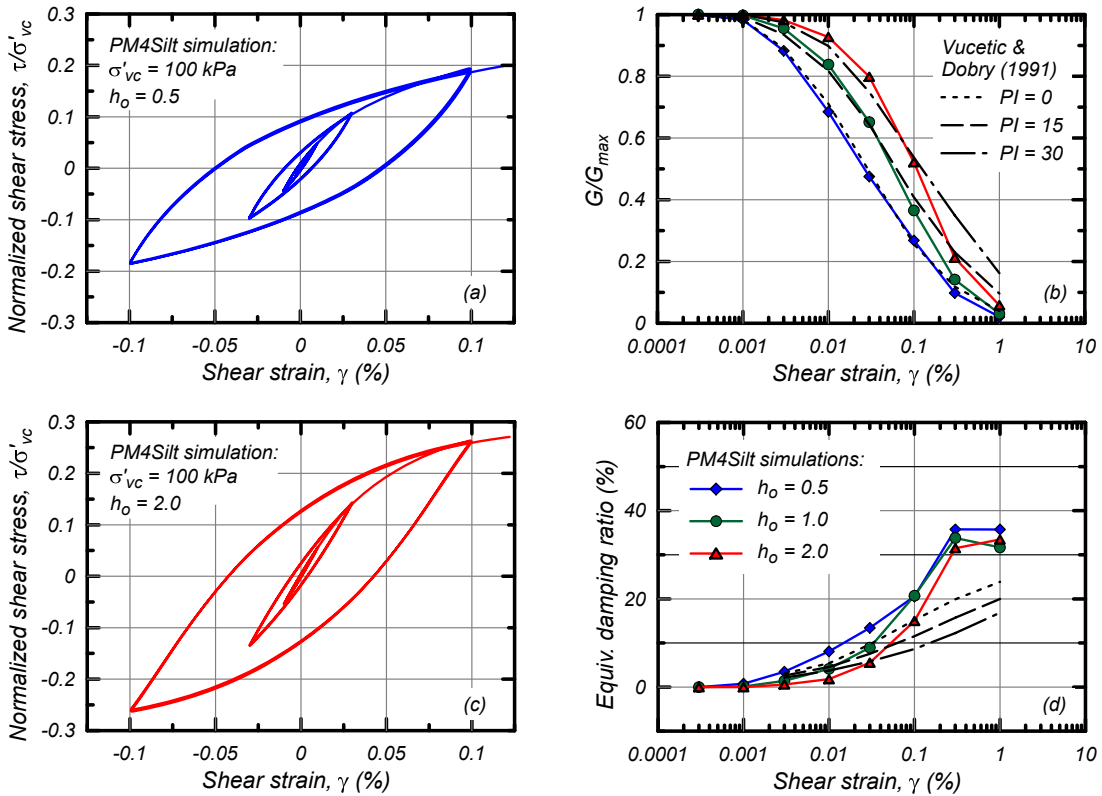 0.3
0.2
0.1
0
-0.1
-0.2
-0.3
Normalized shear stress, τ/σ'vc
PM4Silt simulation:
σ'vc = 100 kPa
ho = 0.5
(a)
-0.1 -0.05 0 0.05 0.1
Shear strain, γ (%)
1
0.8
0.6
0.4
0.2
0
G/Gmax
Vucetic &
Dobry (1991)
PI = 0
PI = 15
PI = 30
(b)
0.0001 0.001 0.01 0.1 1 10
Shear strain, γ (%)
0.3
0.2
0.1
0
-0.1
-0.2
-0.3
Normalized shear stress, τ/σ'vc
PM4Silt simulation:
σ'vc = 100 kPa
ho = 2.0
(c)
-0.1 -0.05 0 0.05 0.1
Shear strain, γ (%)
60
40
20
0
Equiv. damping ratio (%)
PM4Silt simulations:
ho = 0.5
ho = 1.0
ho = 2.0
(d)
0.0001 0.001 0.01 0.1 1 10
Shear strain, γ (%)